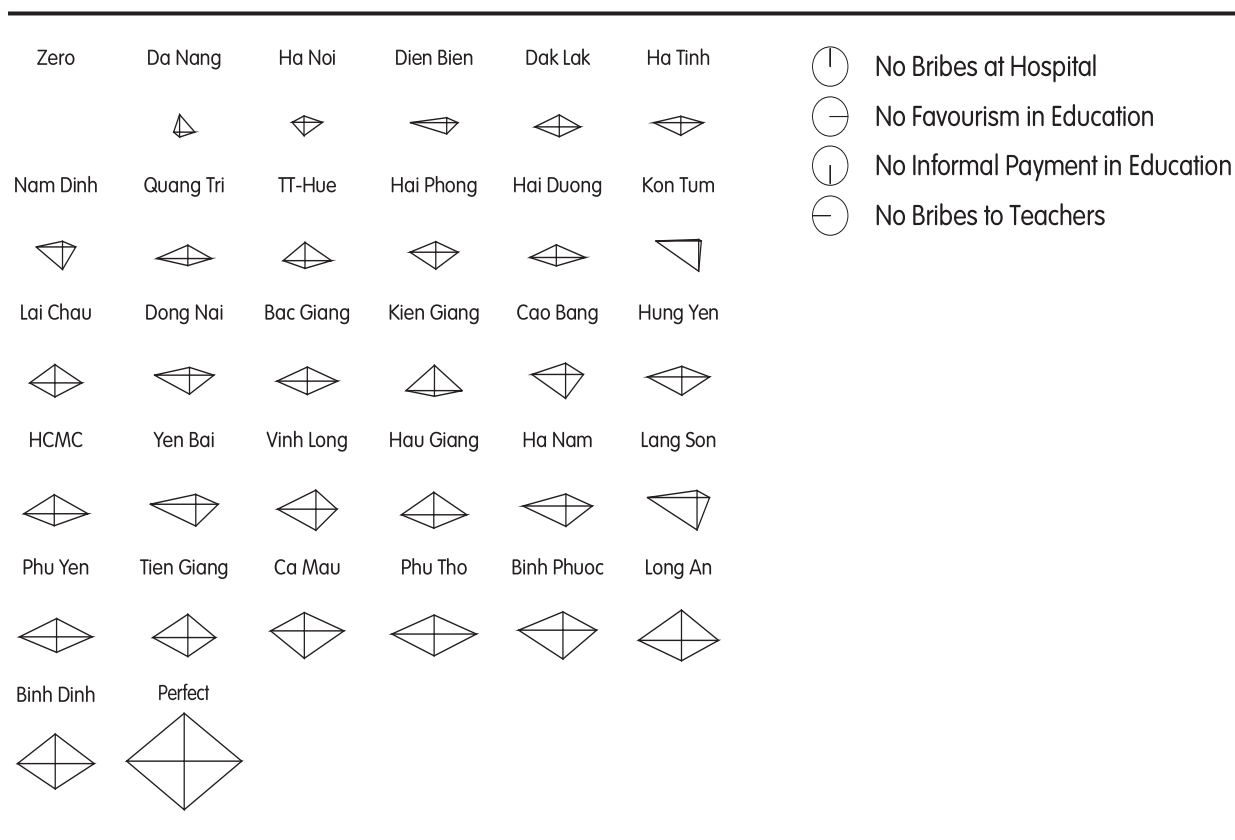 Zero Da Nang Ha Noi Dien Bien Dak Lak Ha Tinh
Nam Dinh Quang Tri TT-Hue Hai Phong Hai Duong Kon Tum
Lai Chau Dong Nai Bac Giang Kien Giang Cao Bang Hung Yen
HCMC Yen Bai Vinh Long Hau Giang Ha Nam Lang Son
Phu Yen Tien Giang Ca Mau Phu Tho Binh Phuoc Long An
Binh Dinh Perfect
No Bribes at Hospital
No Favourism in Education
No Informal Payment in Education
No Bribes to Teachers